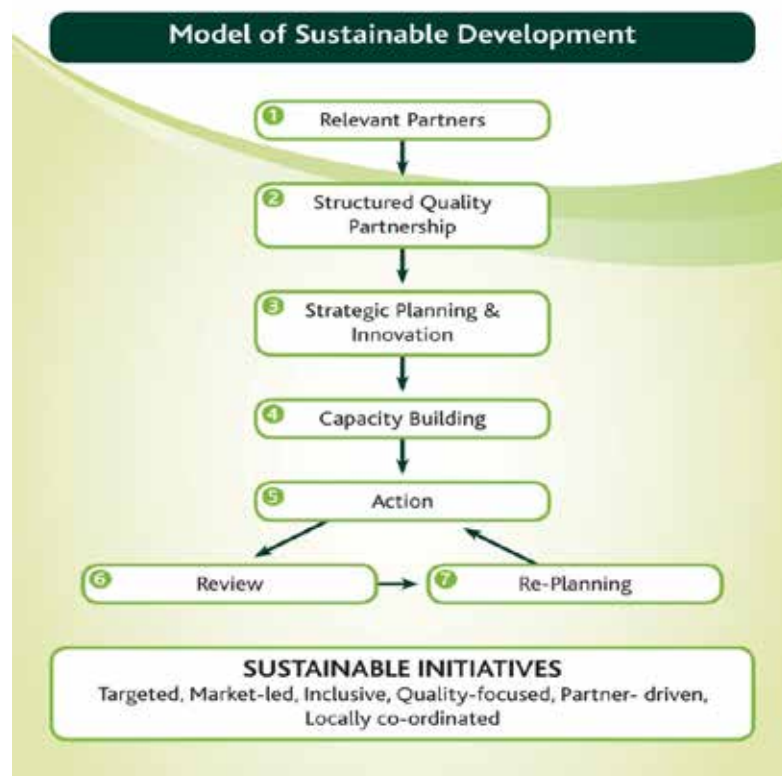 Model of Sustainable Development
1 Relevant Partners
2 Structured Quality
Partnership
3 Strategic Planning &
Innovation
4 Capacity Building
5 Action
6 Review
7 Re-Planning
SUSTAINABLE INITIATIVES
Targeted, Market-led, Inclusive, Quality-focused, Partner- driven,
Locally co-ordinated